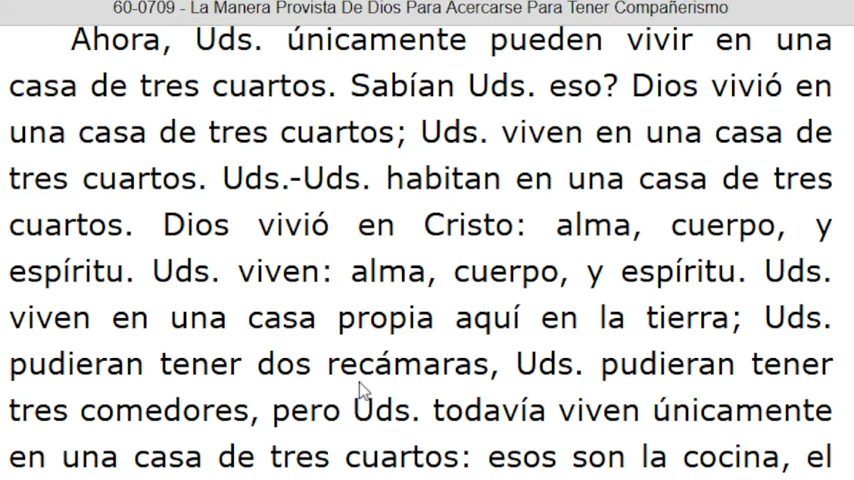 60-0709 - La Manera Provista De Dios Para Acercarse Para Tener Compañerismo
Ahora, Uds. únicamente pueden vivir en una
casa de tres cuartos. Sabían Uds. eso? Dios vivió en
una casa de tres cuartos; Uds. viven en una casa de
tres cuartos. Uds.-Uds. habitan en una casa de tres
cuartos. Dios vivió en Cristo: alma, cuerpo, y
espíritu. Uds. viven: alma, cuerpo, y espíritu. Uds.
viven en una casa propia aquí en la tierra; Uds.
pudieran tener dos recámaras, Uds. pudieran tener
tres comedores, pero Uds. todavía viven únicamente
en una casa de tres cuartos: esos son la cocina, el